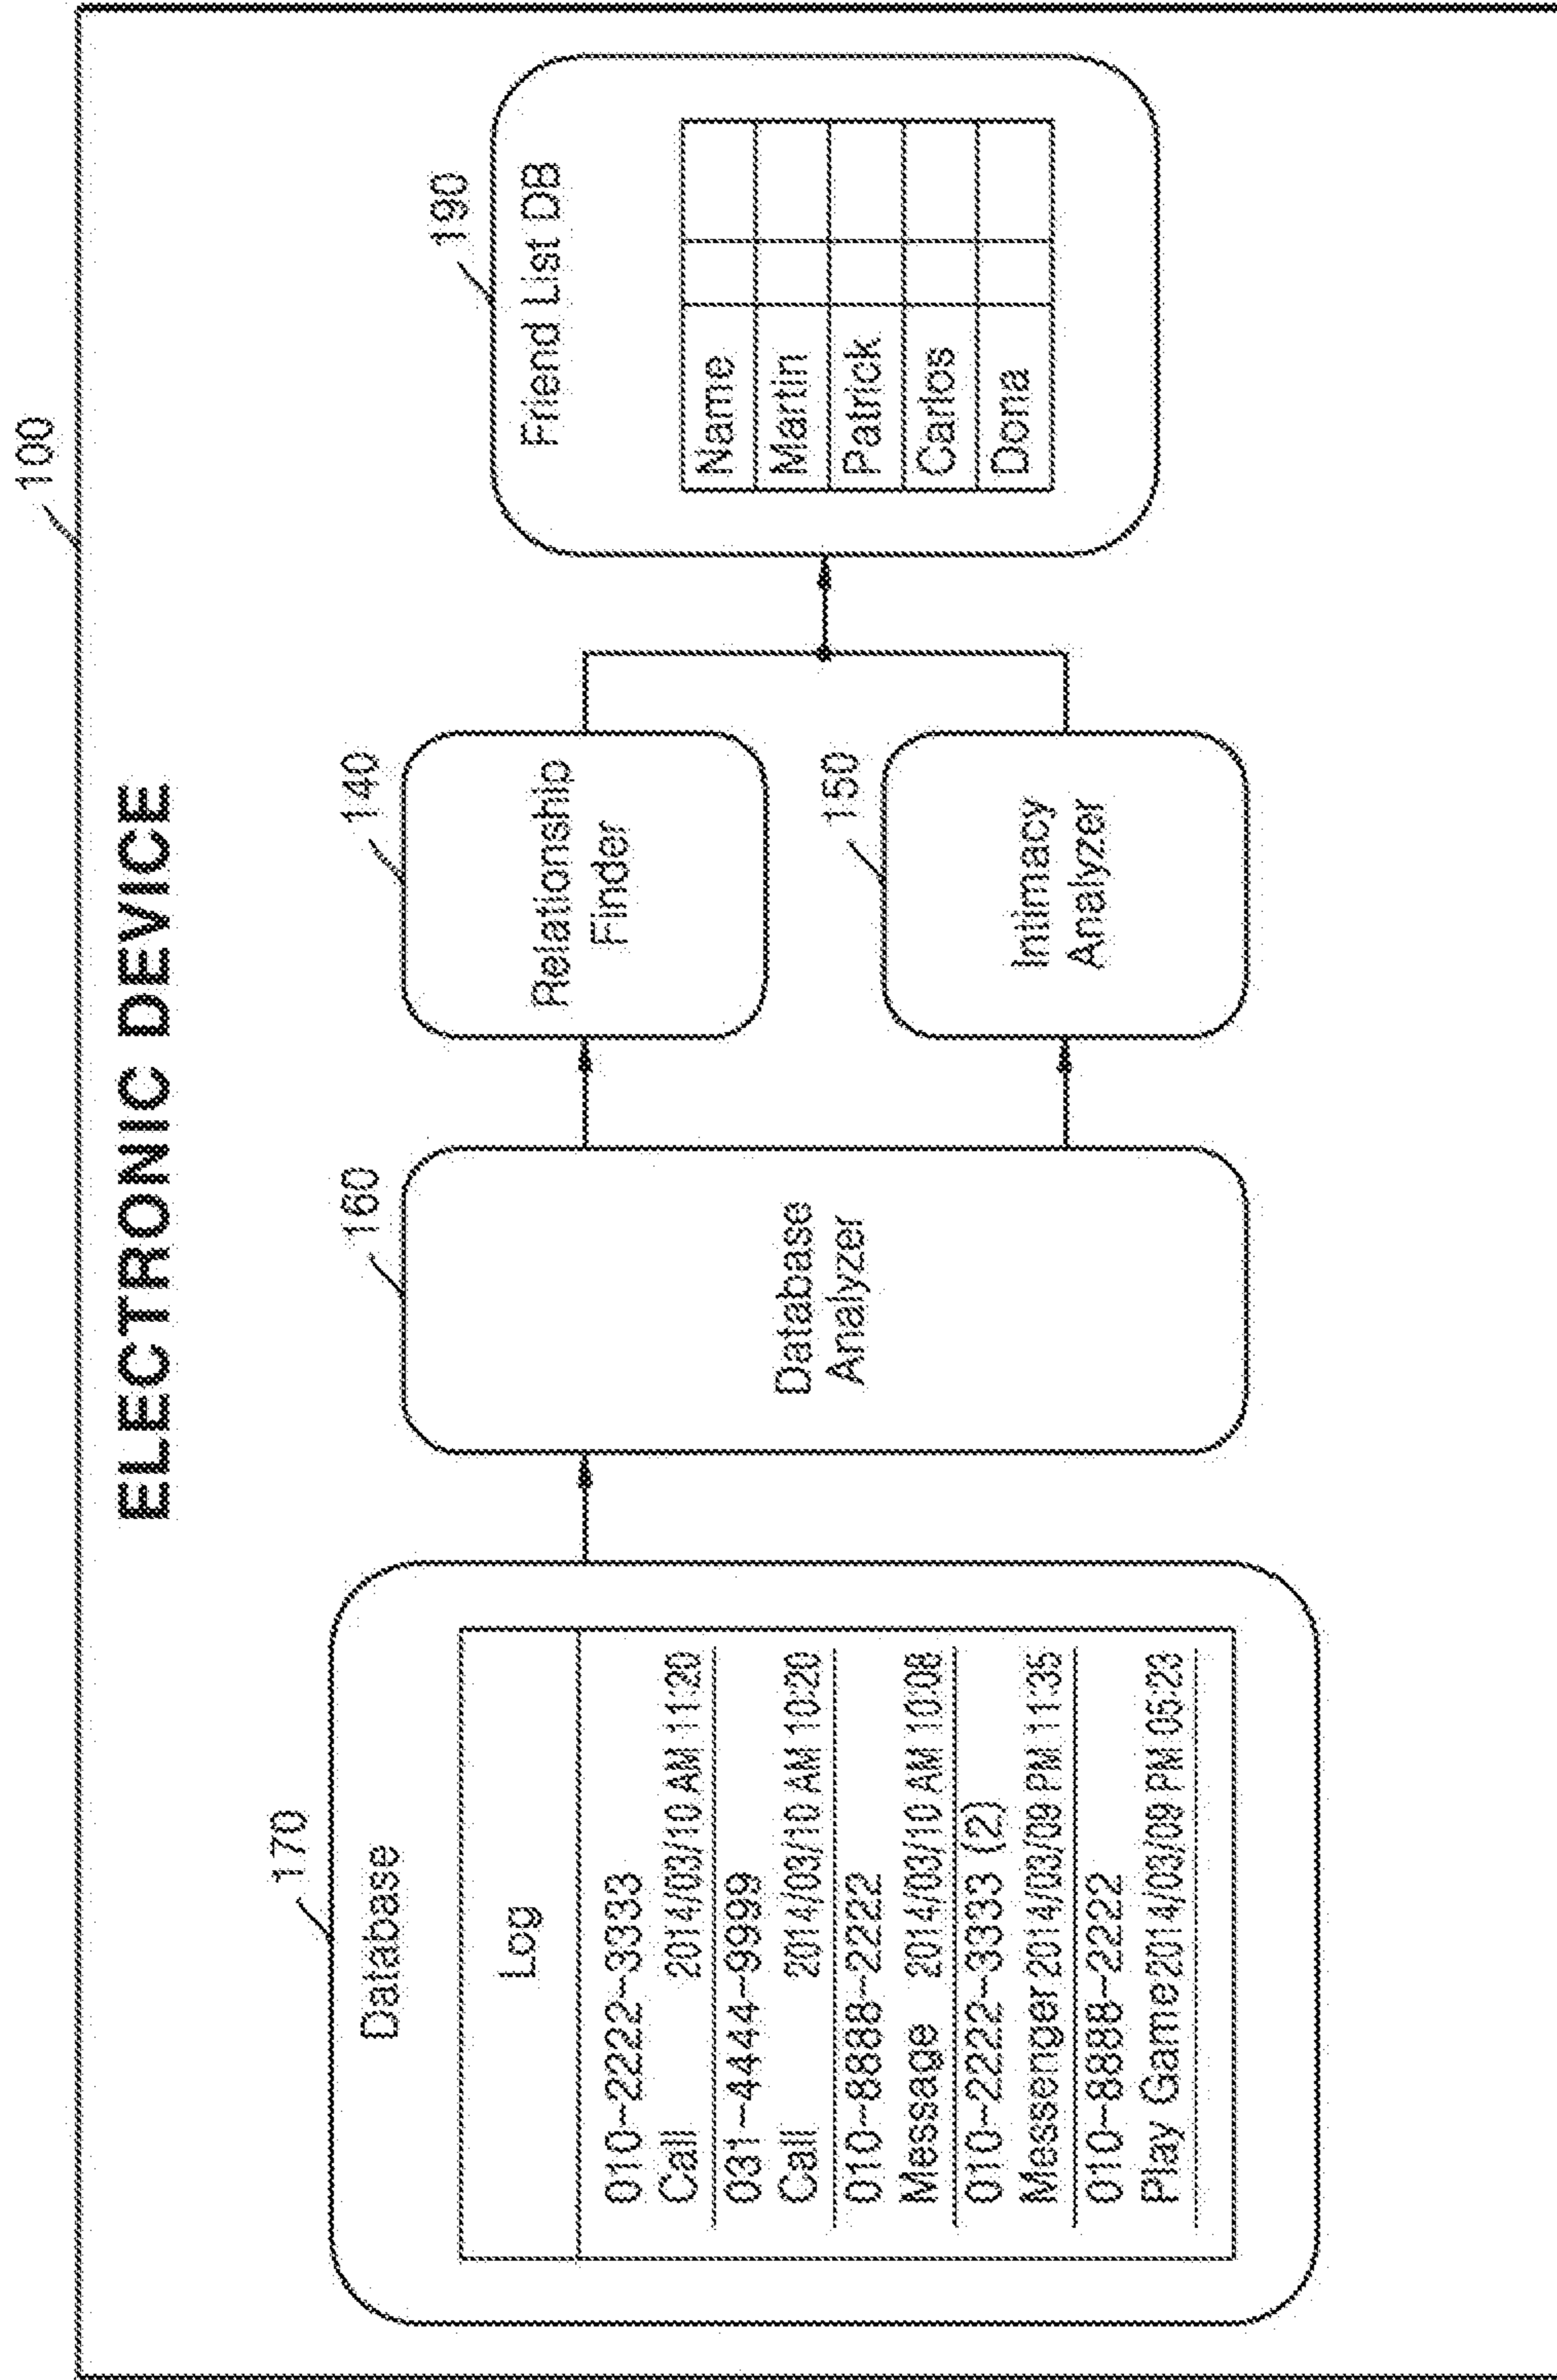 100
ELECTRONIC DEVICE
170
Database
Log
010-2222-3333
Call 2014/03/10 AM 11:20
031-4444-9999
Call 2014/03/10 AM 10:20
010-8888-2222
Message 2014/03/10 AM 10:08
010-2222-3333 (2)
Messenger 2014/03/09 PM 11:35
010-8888-2222
Play Game 2014/03/09 PM 05:23
160
Database
Analyzer
140
Relationship
Finder
150
Intimacy
Analyzer
190
Friend List DB
Name
Martin
Patrick
Carlos
Dona